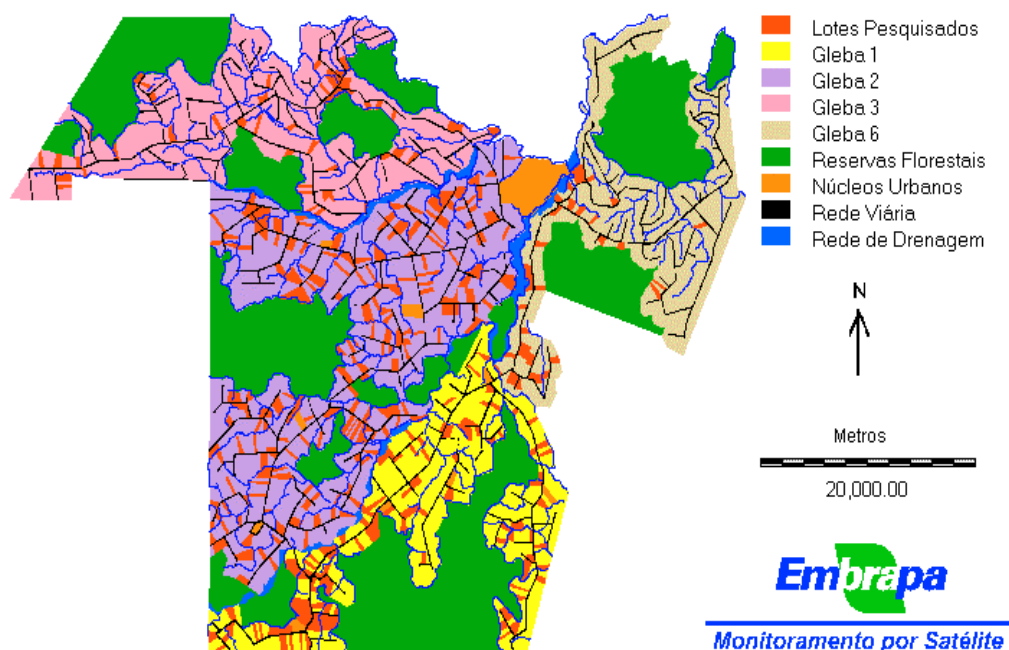 Lotes Pesquisados
Gleba 1
Gleba 2
Gleba 3
Gleba 6
Reservas Florestais
Núcleos Urbanos
Rede Viária
Rede de Drenagem
N
Metros
20,000.00
Embrapa
Monitoramento por Satélite